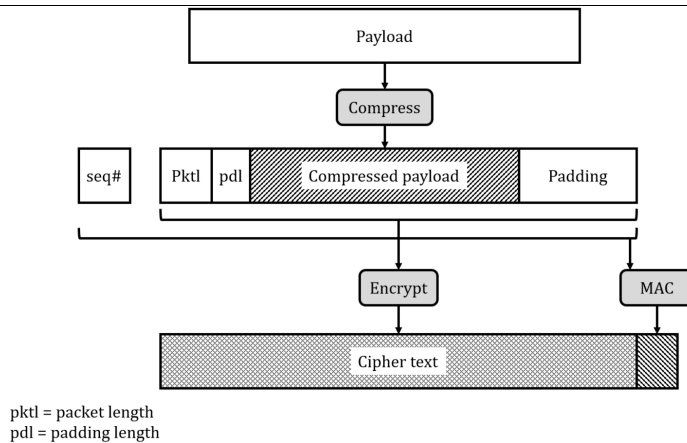 Payload
Compress
seq# Pktl pdl Compressed payload Padding
Encrypt MAC
Cipher text
pktl = packet length
pdl = padding length